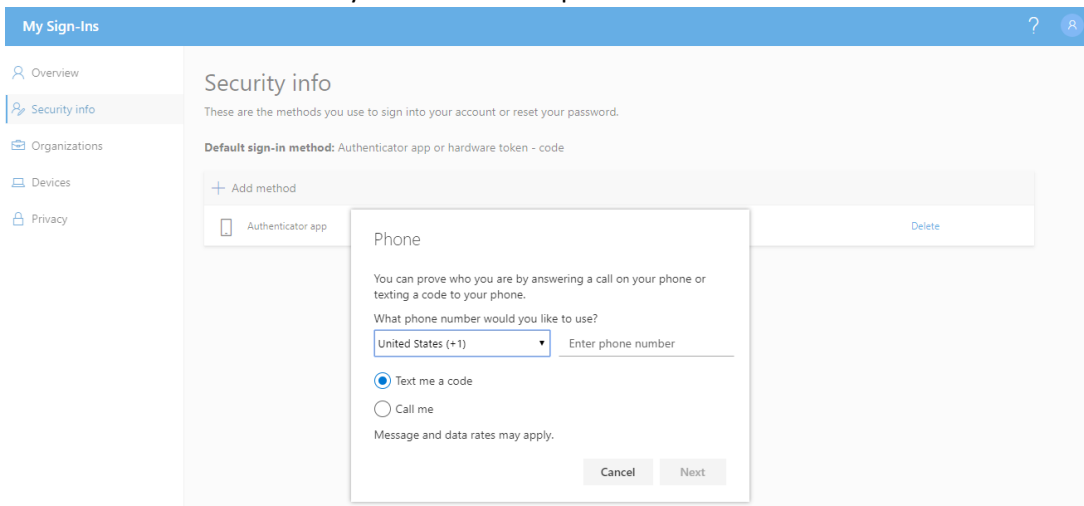 My Sign-Ins
?
A
Overview
Security info
Organizations
Devices
Privacy
Security info
These are the methods you use to sign into your account or reset your password.
Default sign-in method: Authenticator app or hardware token - code
+ Add method
Authenticator app
Delete
Phone
You can prove who you are by answering a call on your phone or
texting a code to your phone.
What phone number would you like to use?
United States (+1)
Enter phone number
Text me a code
Call me
Message and data rates may apply.
Cancel
Next